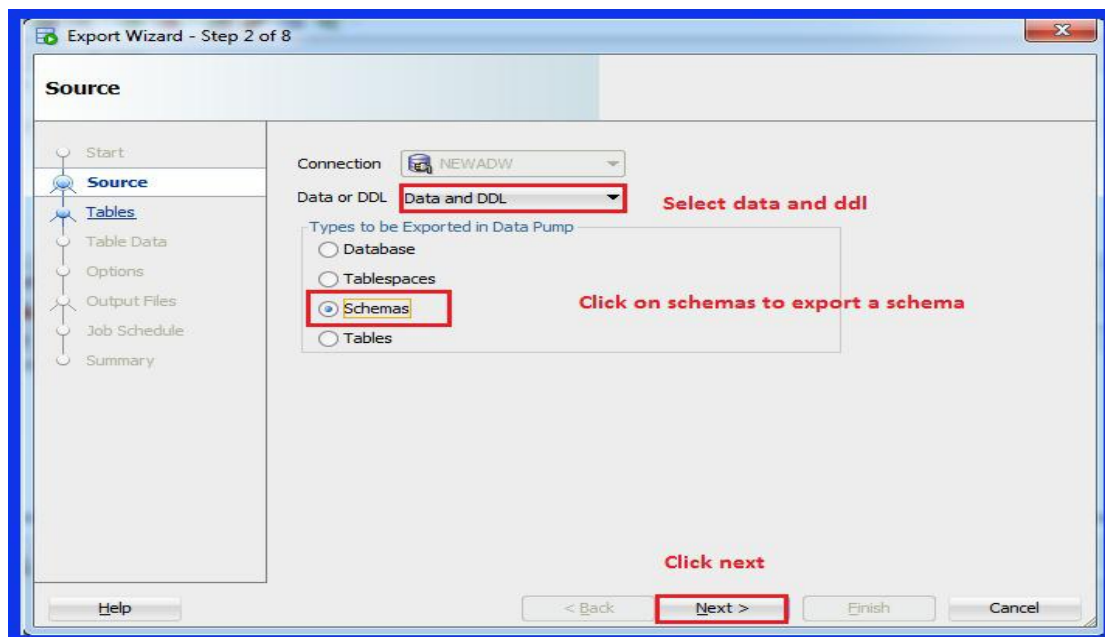 Export Wizard - Step 2 of 8
Source
Start
Source
Tables
Table Data
Options
Output Files
Job Schedule
Summary
Connection NEWADW
Data or DDL Data and DDL Select data and ddl
Types to be Exported in Data Pump
Database
Tablespaces
Schemas Click on schemas to export a schema
Tables
Click next
Help < Back Next > Finish Cancel